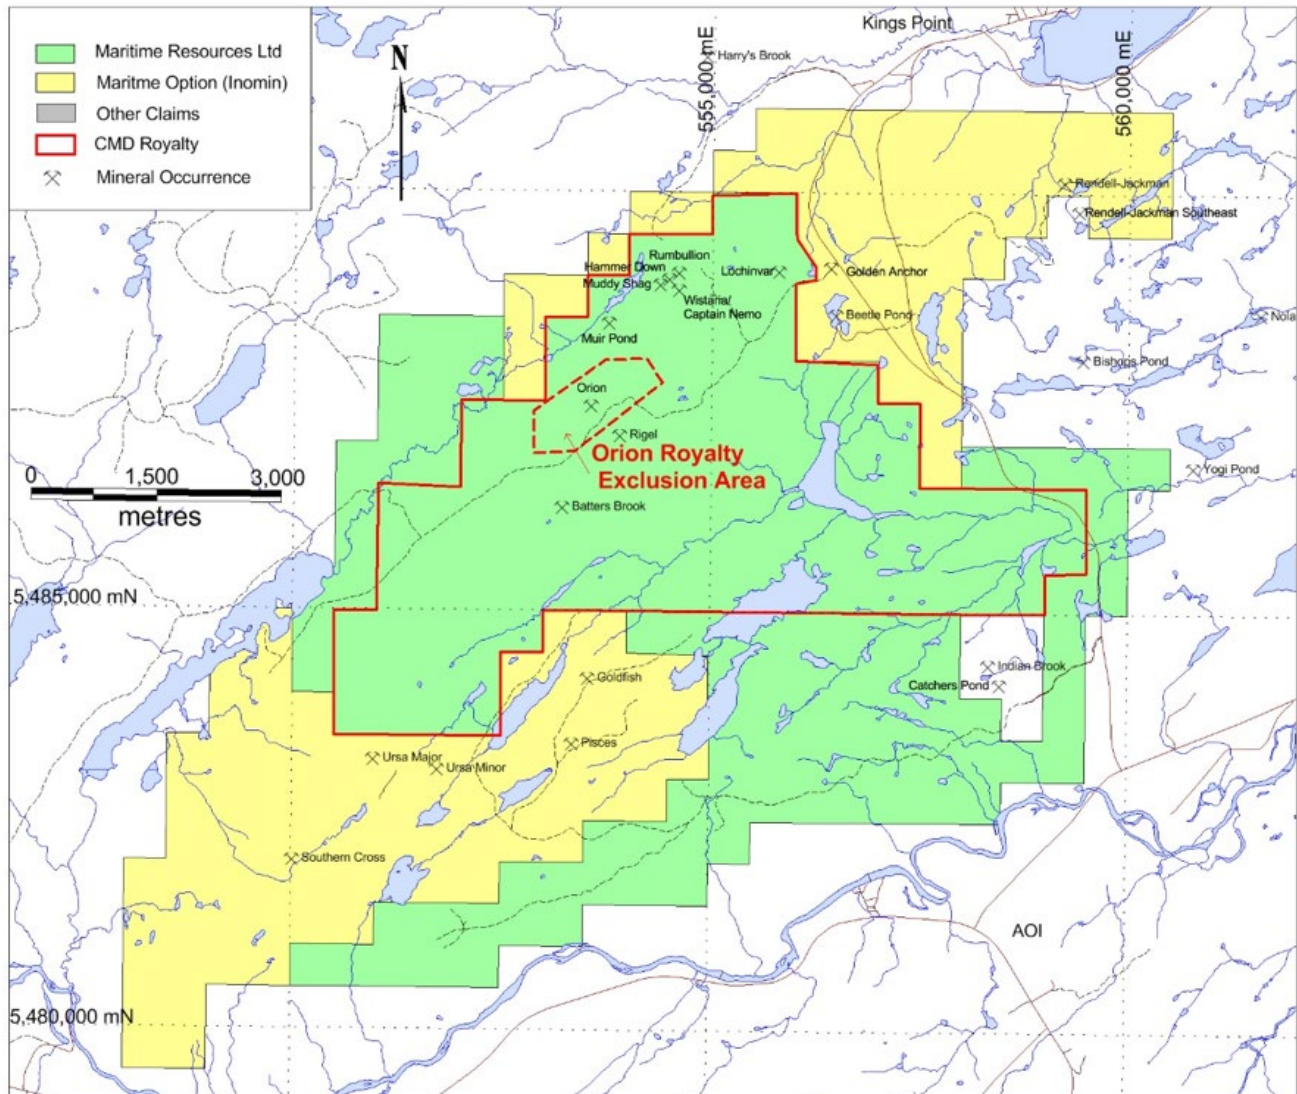 Kings Point
Harry's Brook
Maritime Resources Ltd
Maritme Option (Inomin)
Other Claims
CMD Royalty
Mineral Occurrence
N
555,000 mE
560,000 mE
Rendell-Jackman
Rendell-Jackman Southeast
Rumbullion
Hammer Down
Lochinvar
Golden Anchor
Muddy Shag
Wistaria/
Captain Nemo
Beetle Pond
Nola
Muir Pond
Bishops Pond
Orion
Rigel
Orion Royalty
Exclusion Area
Yogi Pond
0 1,500 3,000
metres
Batters Brook
5,485,000 mN
Indian Brook
Goldfish
Catchers Pond
Pisces
Ursa Major
Ursa Minor
Southern Cross
AOI
5,480,000 mN